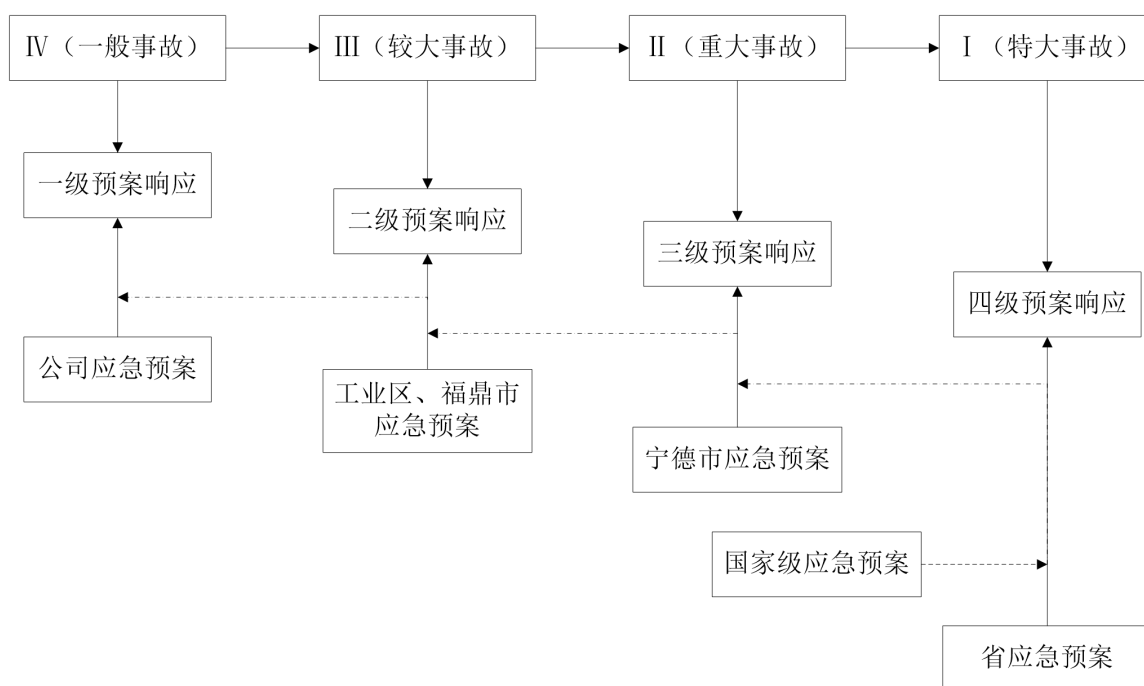 Ⅳ（一般事故）
Ⅲ（较大事故）
Ⅱ（重大事故）
Ⅰ（特大事故）
一级预案响应
二级预案响应
三级预案响应
四级预案响应
公司应急预案
工业区、福鼎市
应急预案
宁德市应急预案
国家级应急预案
省应急预案